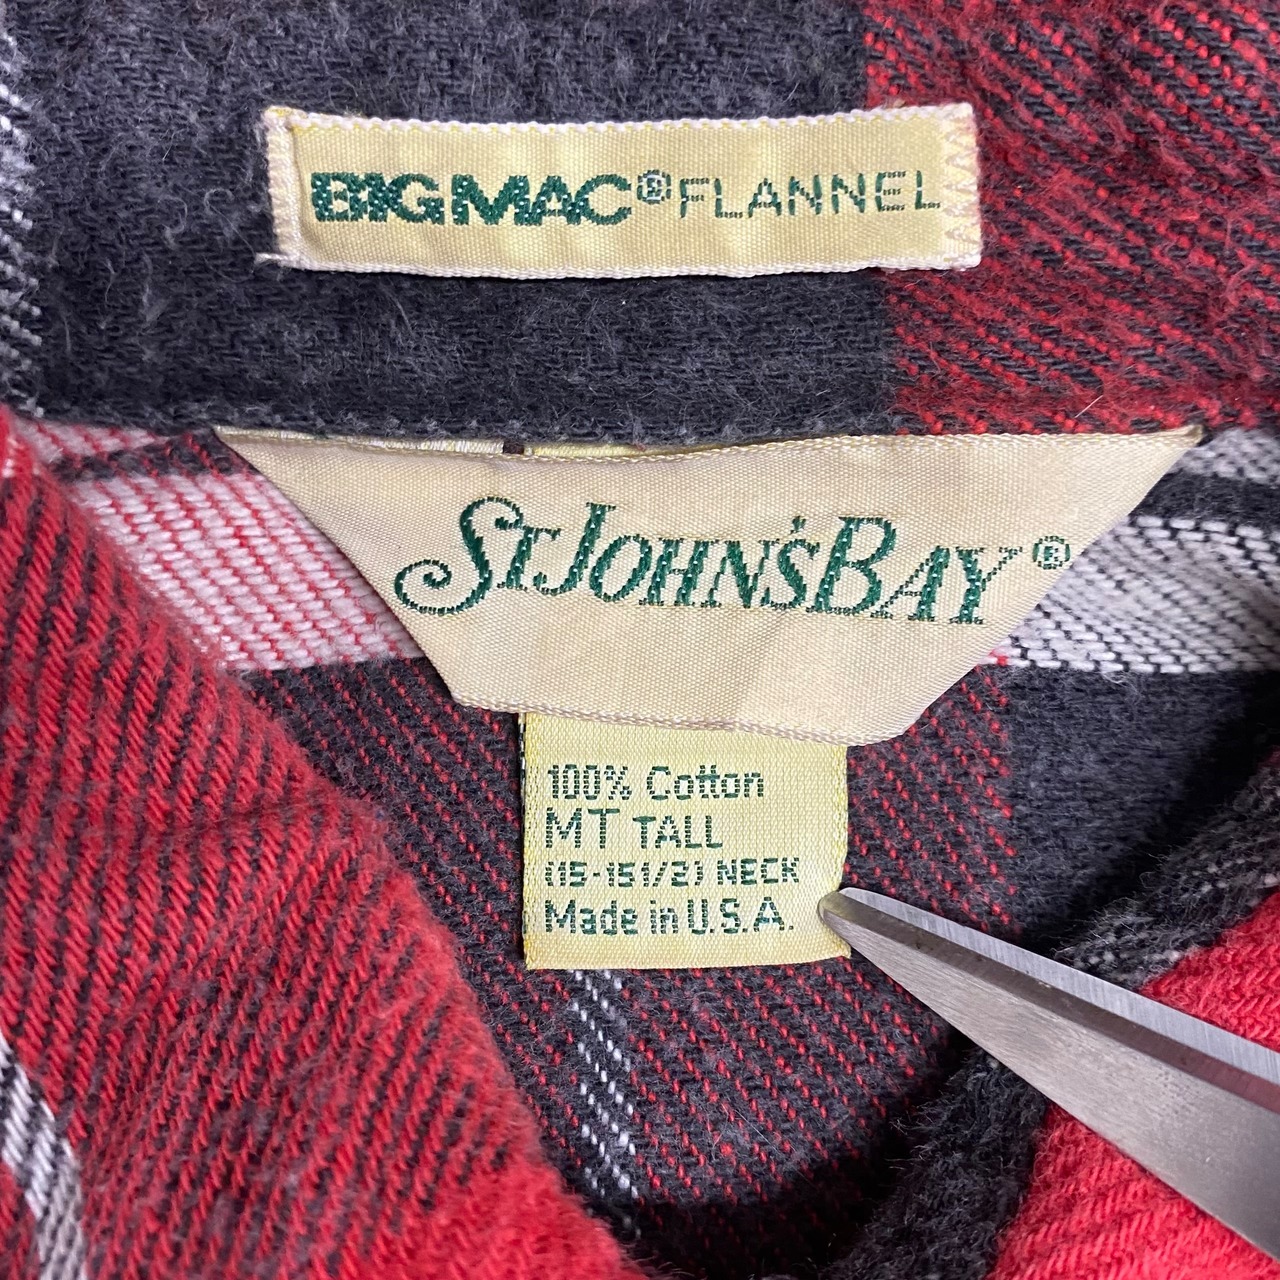 BIG MAC® FLANNEL
ST. JOHN'S BAY®
100% Cotton
MT TALL
(15-15 1/2) NECK
Made in U.S.A.